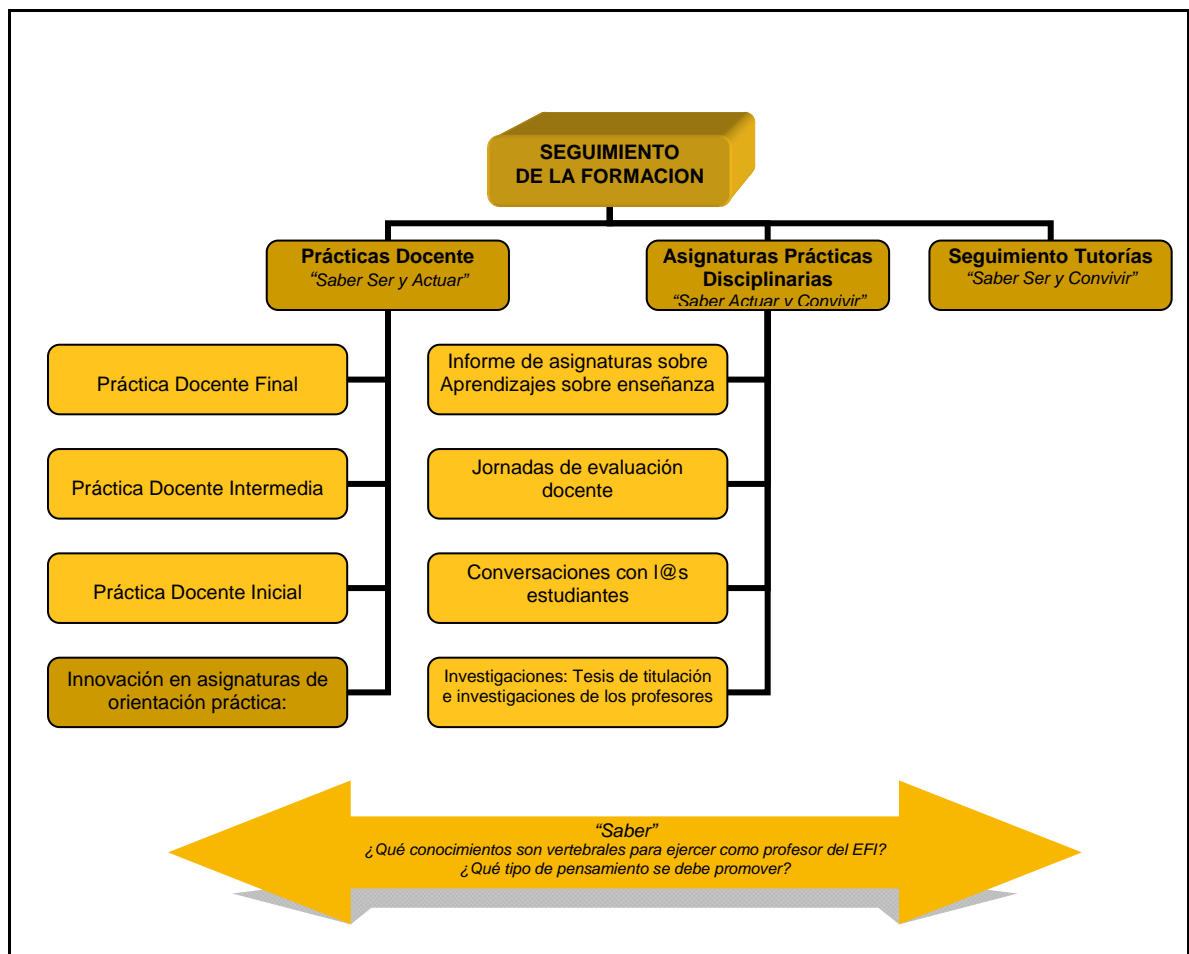 SEGUIMIENTO
DE LA FORMACION
Prácticas Docente
“Saber Ser y Actuar”
Asignaturas Prácticas
Disciplinarias
“Saber Actuar y Convivir”
Seguimiento Tutorías
“Saber Ser y Convivir”
Práctica Docente Final
Práctica Docente Intermedia
Práctica Docente Inicial
Innovación en asignaturas de
orientación práctica:
Informe de asignaturas sobre
Aprendizajes sobre enseñanza
Jornadas de evaluación
docente
Conversaciones con l@s
estudiantes
Investigaciones: Tesis de titulación
e investigaciones de los profesores
“Saber”
¿Qué conocimientos son vertebrales para ejercer como profesor del EFI?
¿Qué tipo de pensamiento se debe promover?